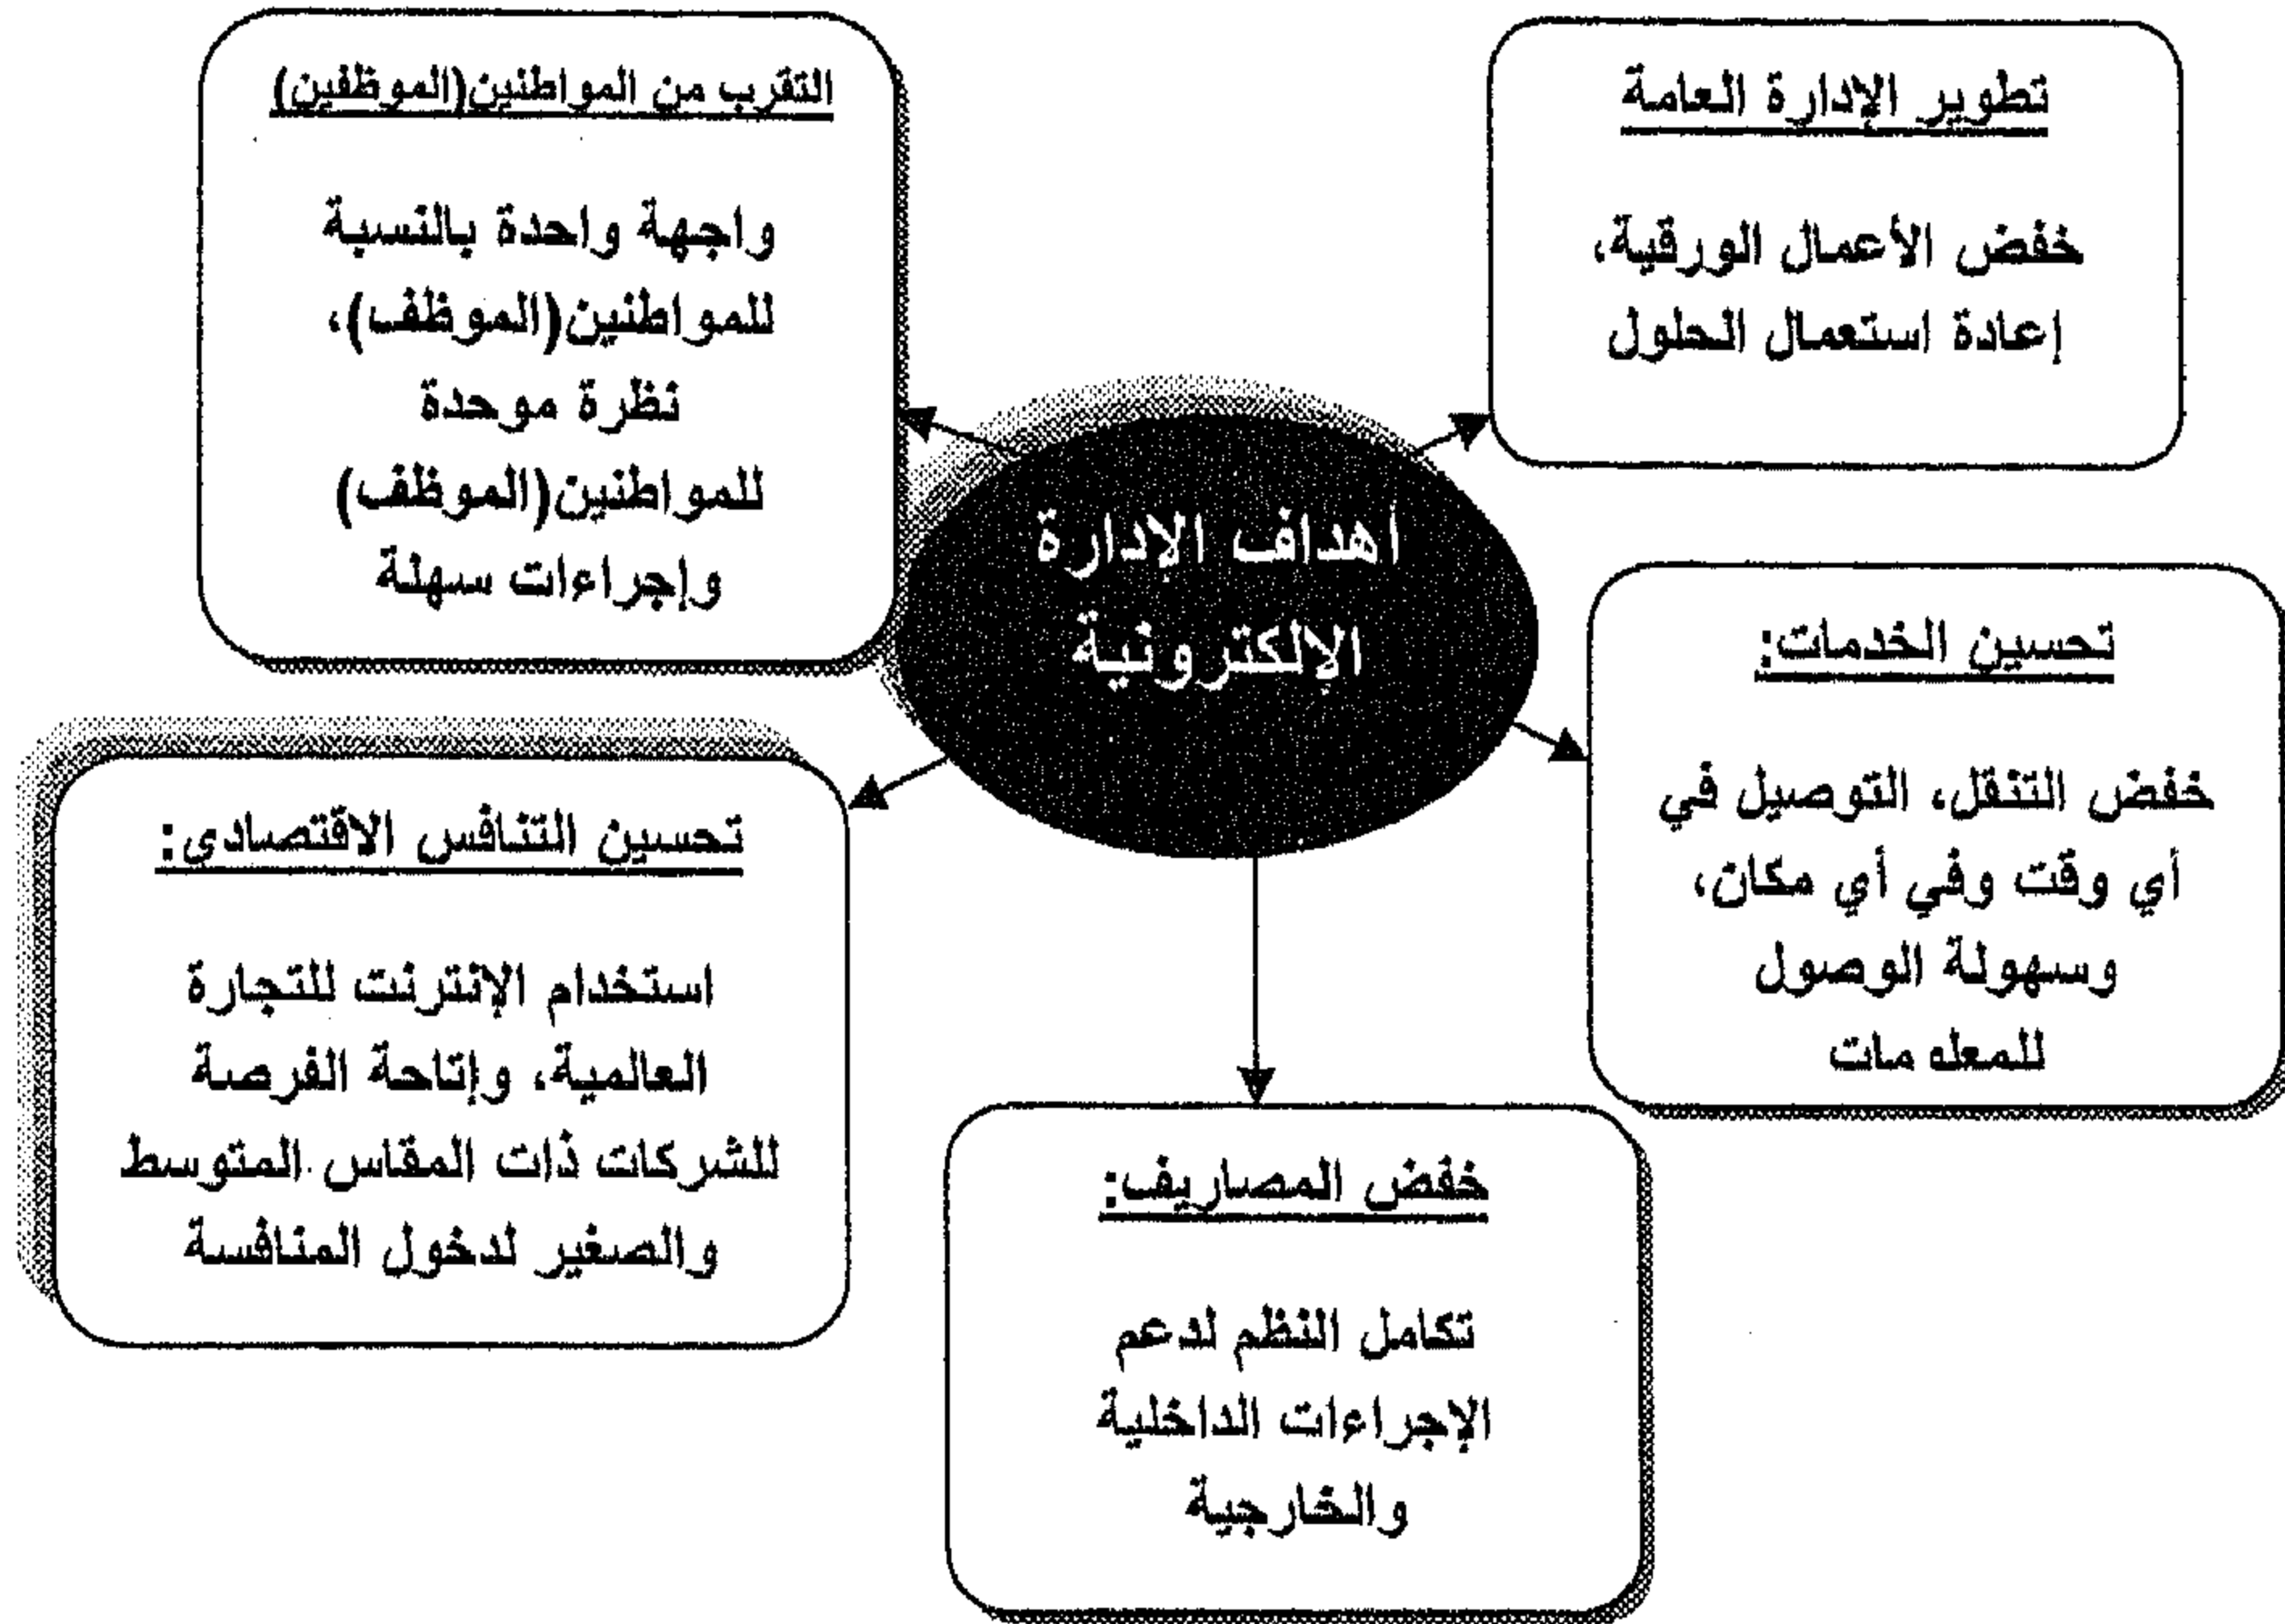 أهداف الإدارة
الإلكترونية
تطوير الإدارة العامة
خفض الأعمال الورقية،
إعادة استعمال الحلول
تحسين الخدمات:
خفض التنقل، التوصيل في
أي وقت وفي أي مكان،
وسهولة الوصول
للمعلومات
خفض المصاريف:
تكامل النظم لدعم
الإجراءات الداخلية
والخارجية
تحسين التنافس الاقتصادي:
استخدام الإنترنت للتجارة
العالمية، وإتاحة الفرصة
للشركات ذات المقاس المتوسط
والصغير لدخول المنافسة
التقرب من المواطنين(الموظفين)
واجهة واحدة بالنسبة
للمواطنين(الموظف)،
نظرة موحدة
للمواطنين(الموظف)
وإجراءات سهلة